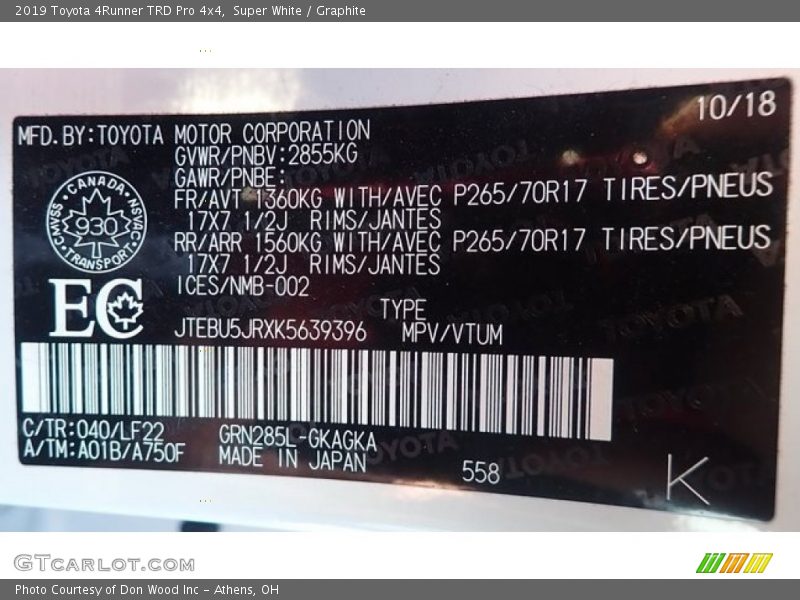 2019 Toyota 4Runner TRD Pro 4x4,  Super White / Graphite
10/18
MFD.BY:TOYOTA MOTOR CORPORATION
GVWR/PNBV:2855KG
GAWR/PNBE:
FR/AVT 1360KG WITH/AVEC P265/70R17 TIRES/PNEUS
17X7 1/2J RIMS/JANTES
RR/ARR 1560KG WITH/AVEC P265/70R17 TIRES/PNEUS
17X7 1/2J RIMS/JANTES
ICES/NMB-002
CANADA
930
TRANSPORT
CMVSS
NSVAC
EC
TYPE
JTEBU5JRXK5639396 MPV/VTUM
C/TR:040/LF22 GRN285L-GKAGKA
A/TM:A01B/A750F MADE IN JAPAN
558
K
GTcarlot.com
Photo Courtesy of Don Wood Inc - Athens, OH